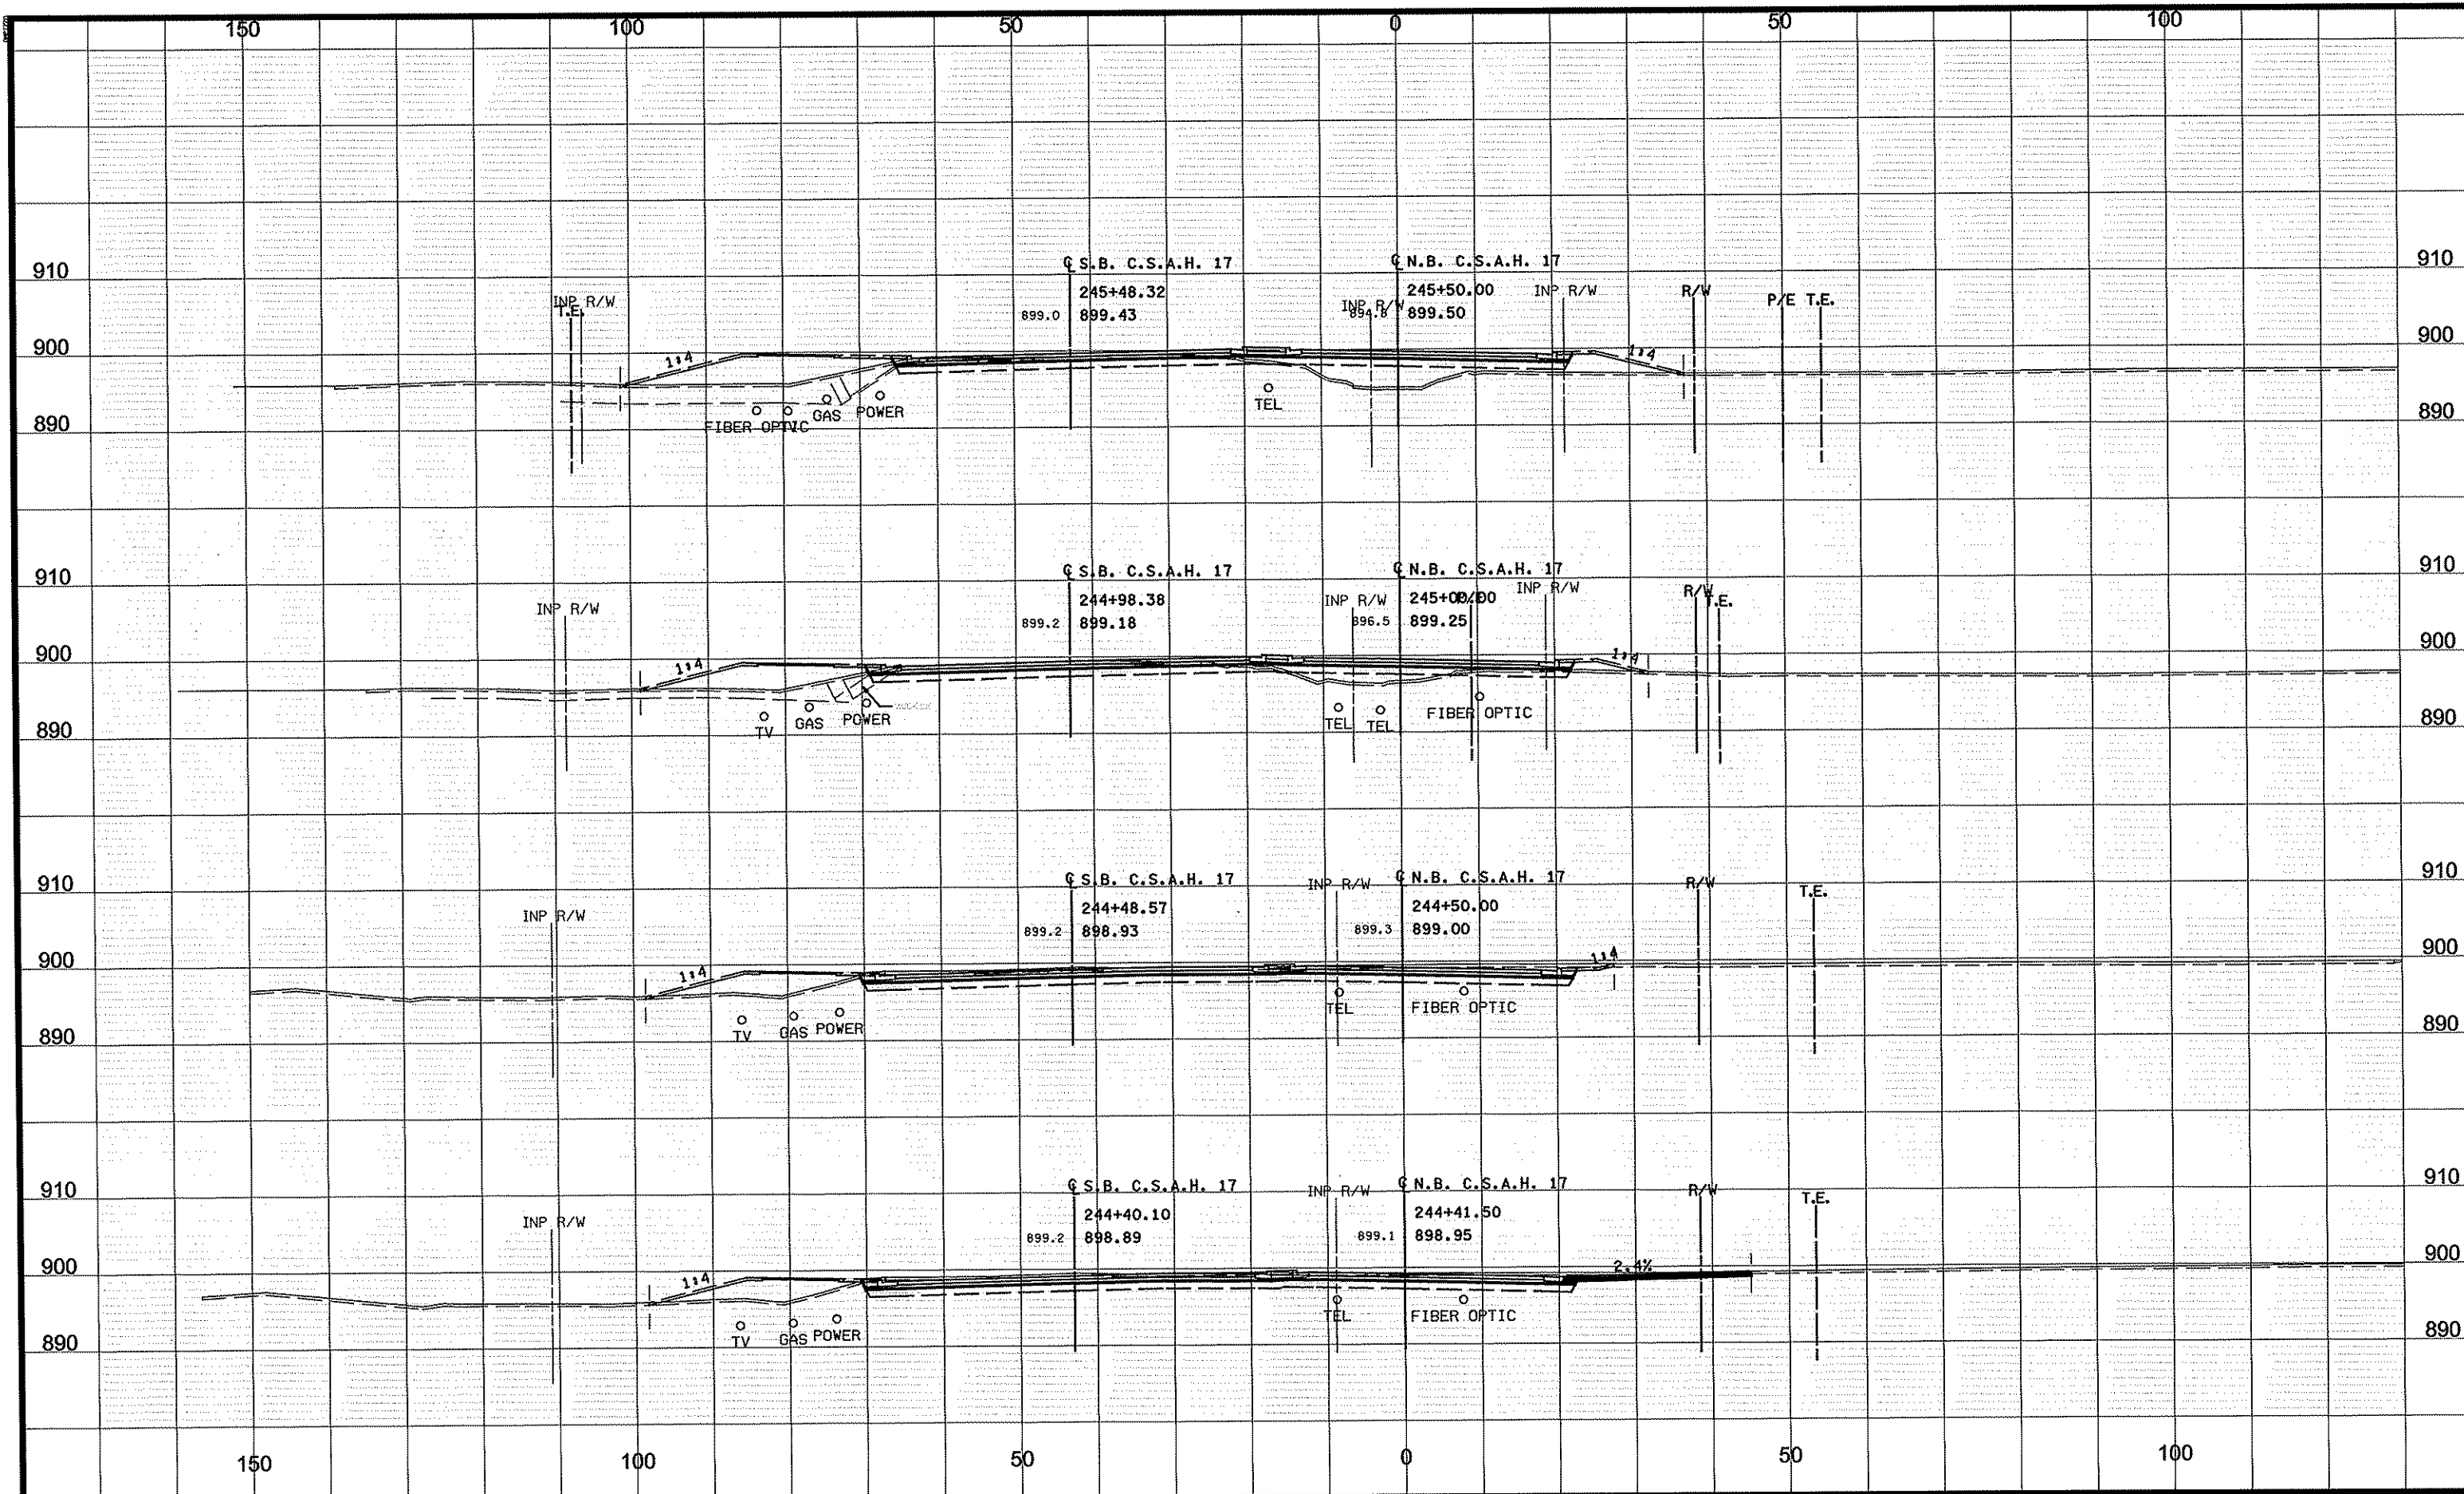 150 100 50 0 50 100
℄ S.B. C.S.A.H. 17 ℄ N.B. C.S.A.H. 17
910 910
245+48.32 245+50.00 INP R/W R/W
INP R/W INP R/W P/E T.E.
T.E.
899.0 899.43 894.8 899.50
900 1:4 1:4 900
GAS POWER TEL
FIBER OPTIC
890 890
℄ S.B. C.S.A.H. 17 ℄ N.B. C.S.A.H. 17
910 910
INP R/W 244+98.38 INP R/W 245+00.00 INP R/W R/W T.E.
899.2 899.18 896.5 899.25
900 1:4 1:4 900
TV GAS POWER TEL TEL FIBER OPTIC
890 890
℄ S.B. C.S.A.H. 17 INP R/W ℄ N.B. C.S.A.H. 17 R/W
910 T.E. 910
INP R/W 244+48.57 244+50.00
899.2 898.93 899.3 899.00
900 1:4 1:4 900
TV GAS POWER TEL FIBER OPTIC
890 890
℄ S.B. C.S.A.H. 17 INP R/W ℄ N.B. C.S.A.H. 17 R/W
910 T.E. 910
INP R/W 244+40.10 244+41.50
899.2 898.89 899.1 898.95
900 1:4 2.4% 900
TV GAS POWER TEL FIBER OPTIC
890 890
150 100 50 0 50 100